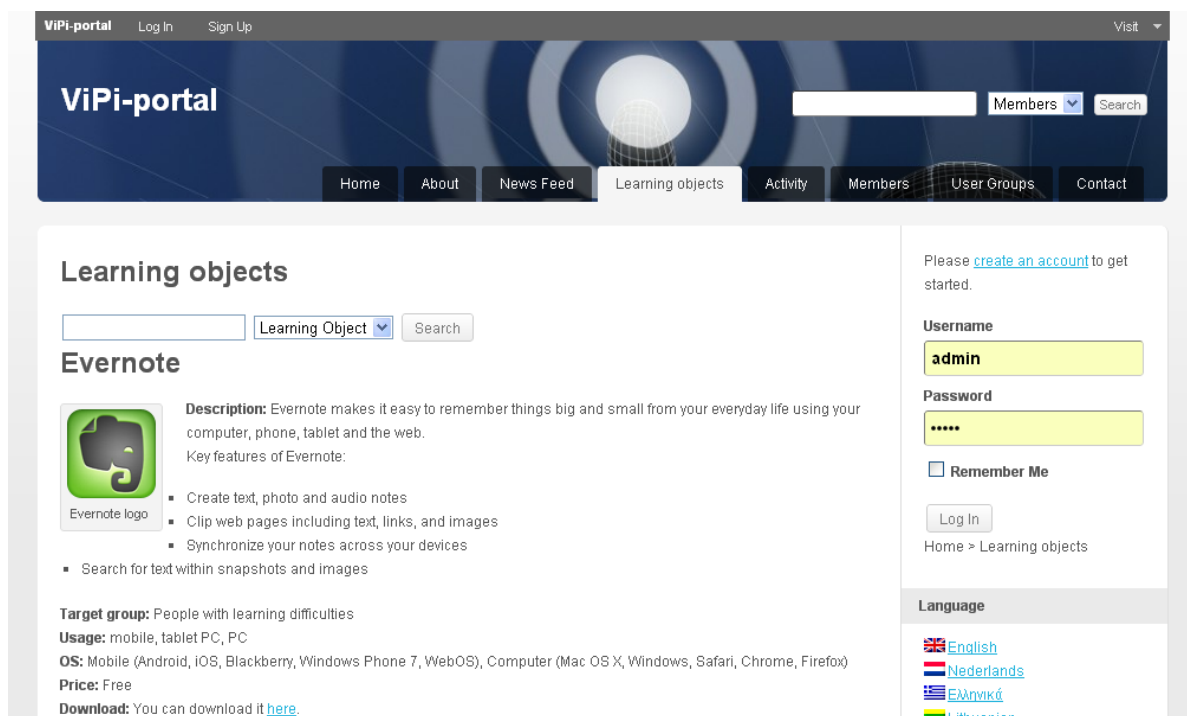 ViPi-portal Log In Sign Up Visit
ViPi-portal
Members Search
Home About News Feed Learning objects Activity Members User Groups Contact
Learning objects
Learning Object Search
Evernote
Evernote logo
Description: Evernote makes it easy to remember things big and small from your everyday life using your
computer, phone, tablet and the web.
Key features of Evernote:
Create text, photo and audio notes
Clip web pages including text, links, and images
Synchronize your notes across your devices
Search for text within snapshots and images
Target group: People with learning difficulties
Usage: mobile, tablet PC, PC
OS: Mobile (Android, iOS, Blackberry, Windows Phone 7, WebOS), Computer (Mac OS X, Windows, Safari, Chrome, Firefox)
Price: Free
Download: You can download it here.
Please create an account to get
started.
Username
admin
Password
•••••
Remember Me
Log In
Home > Learning objects
Language
English
Nederlands
Ελληνικά
Lithuanian